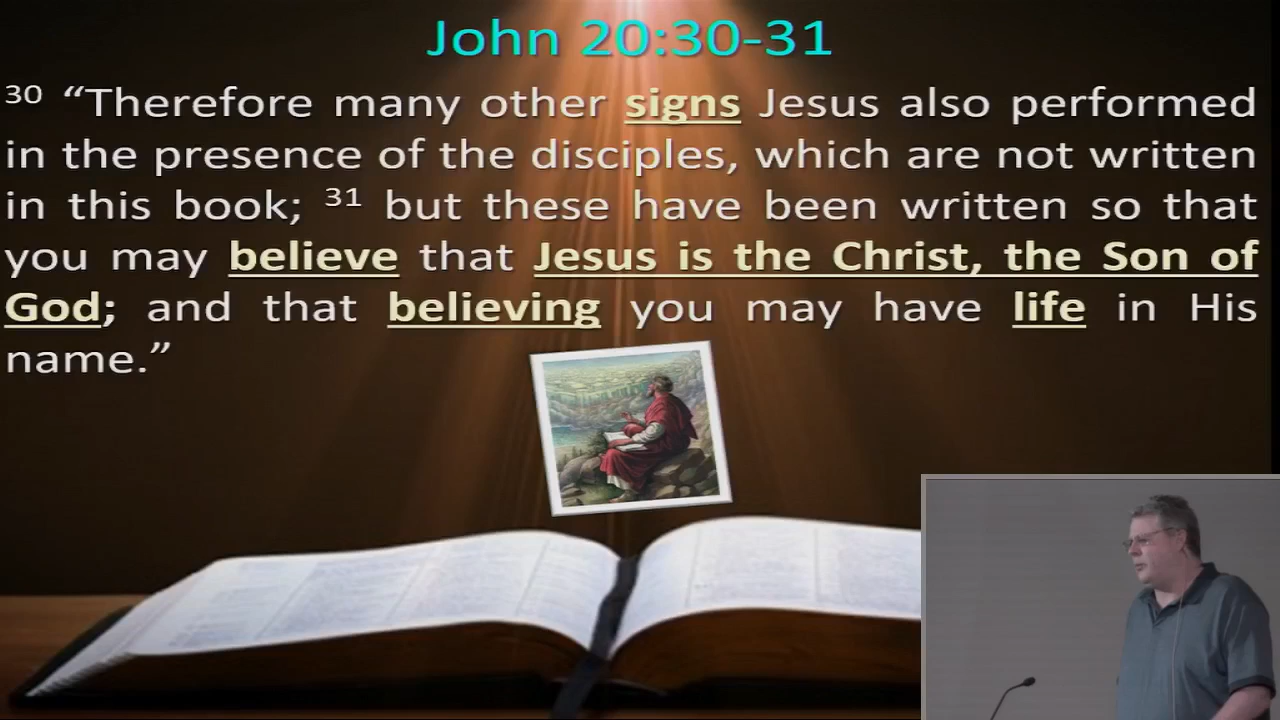 John 20:30-31
30 “Therefore many other signs Jesus also performed
in the presence of the disciples, which are not written
in this book; 31 but these have been written so that
you may believe that Jesus is the Christ, the Son of
God; and that believing you may have life in His
name.”